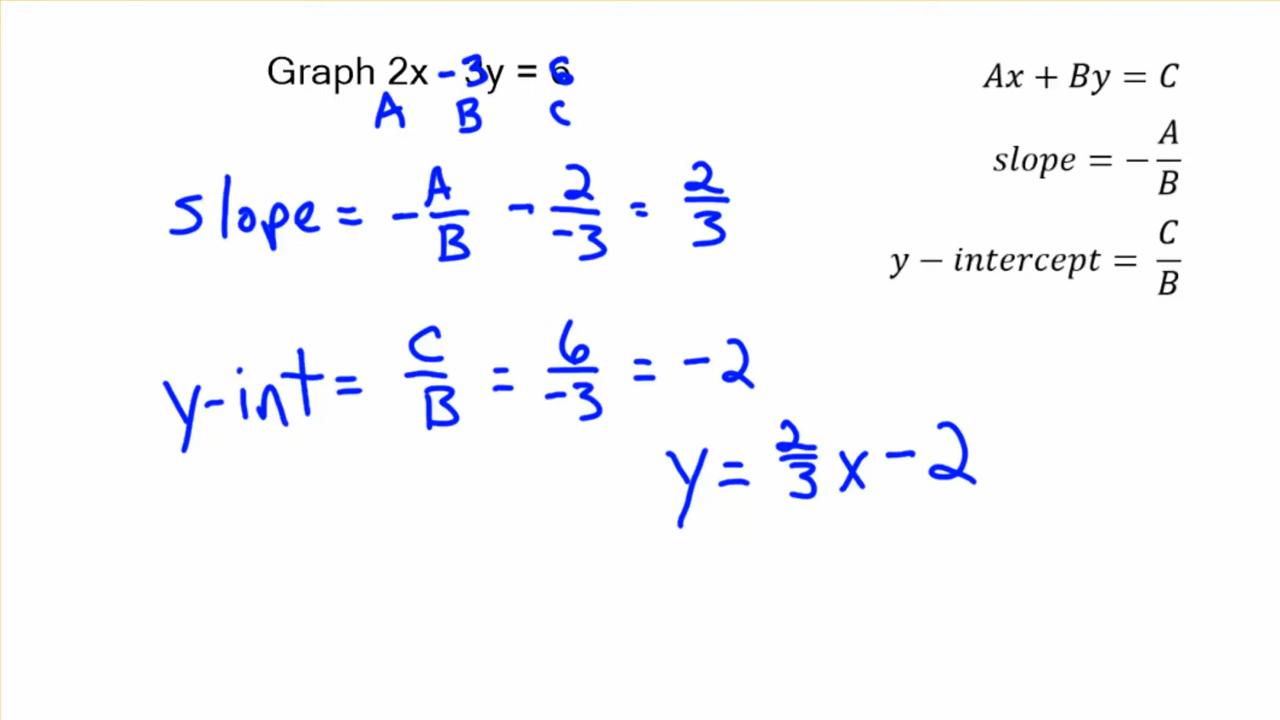 Graph 2x - 3y = 6
A B C
slope = -A/B - 2/-3 = 2/3
y-int = C/B = 6/-3 = -2
y = 2/3 x - 2
Ax + By = C
slope = -A/B
y - intercept = C/B